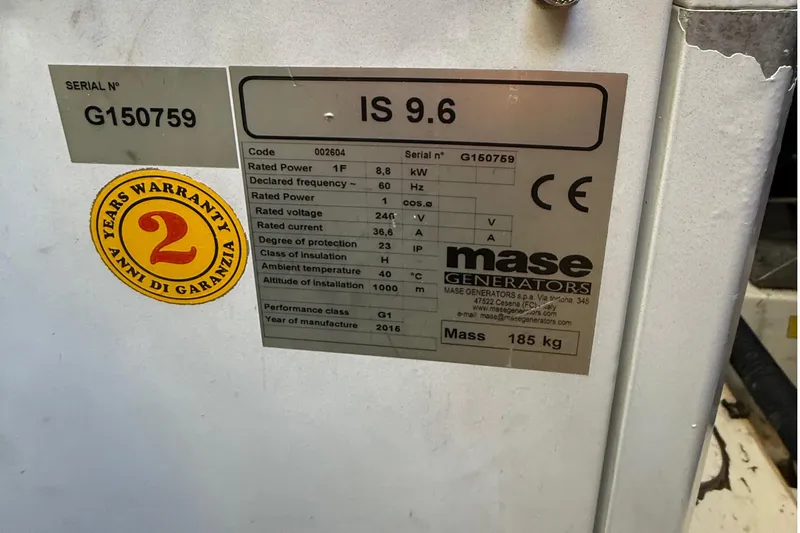 SERIAL N°
G150759
2 YEARS WARRANTY
2 ANNI DI GARANZIA
IS 9.6
Code 002604 Serial n° G150759
Rated Power 1F 8,8 kW
Declared frequency ~ 60 Hz
Rated Power 1 cos.ø
Rated voltage 240 V V
Rated current 36,6 A A
Degree of protection 23 IP
Class of insulation H
Ambient temperature 40 °C
Altitude of installation 1000 m
Performance class G1
Year of manufacture 2015
CE
mase
GENERATORS
MASE GENERATORS s.p.a. Via tortona, 345
47522 Cesena (FC) Italy
www.masegenerators.com
e-mail: mase@masegenerators.com
Mass 185 kg